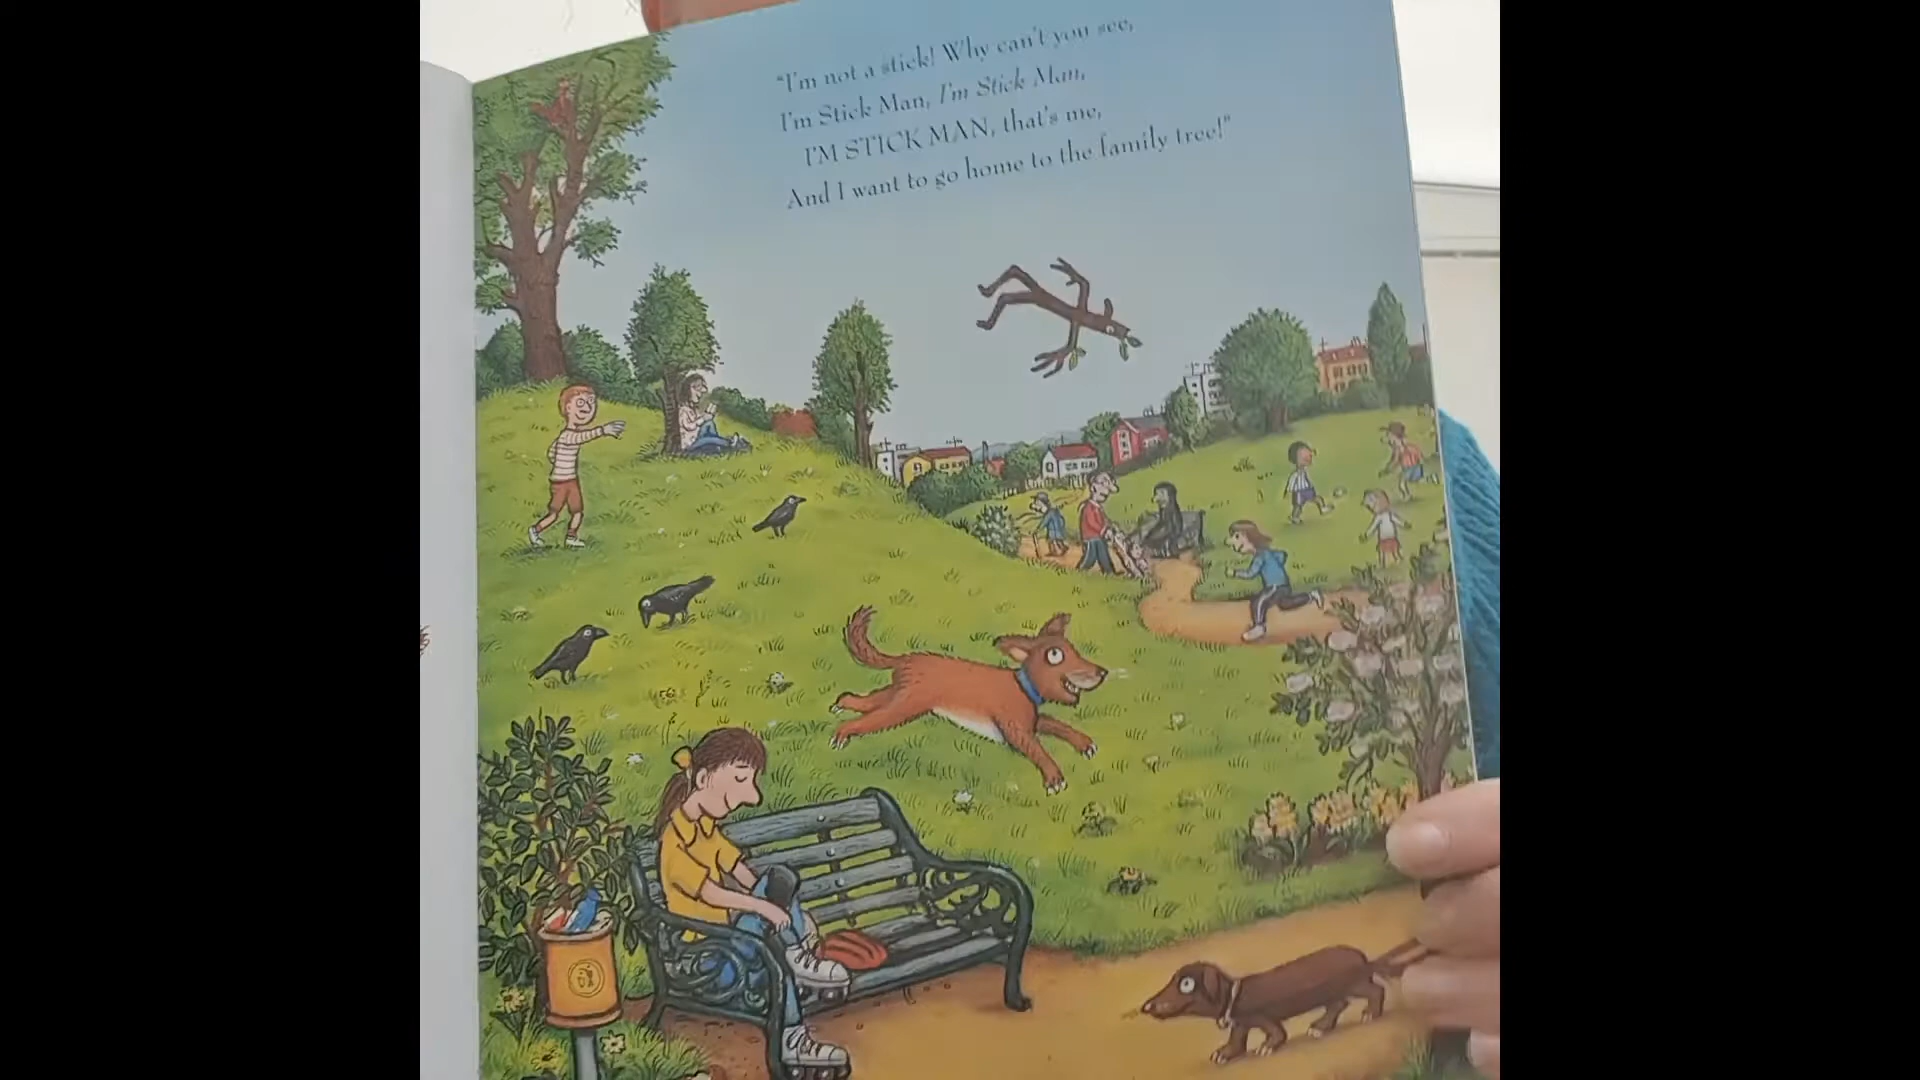 "I'm not a stick! Why can't you see,
I'm Stick Man, I'm Stick Man,
I'M STICK MAN, that's me,
And I want to go home to the family tree!"